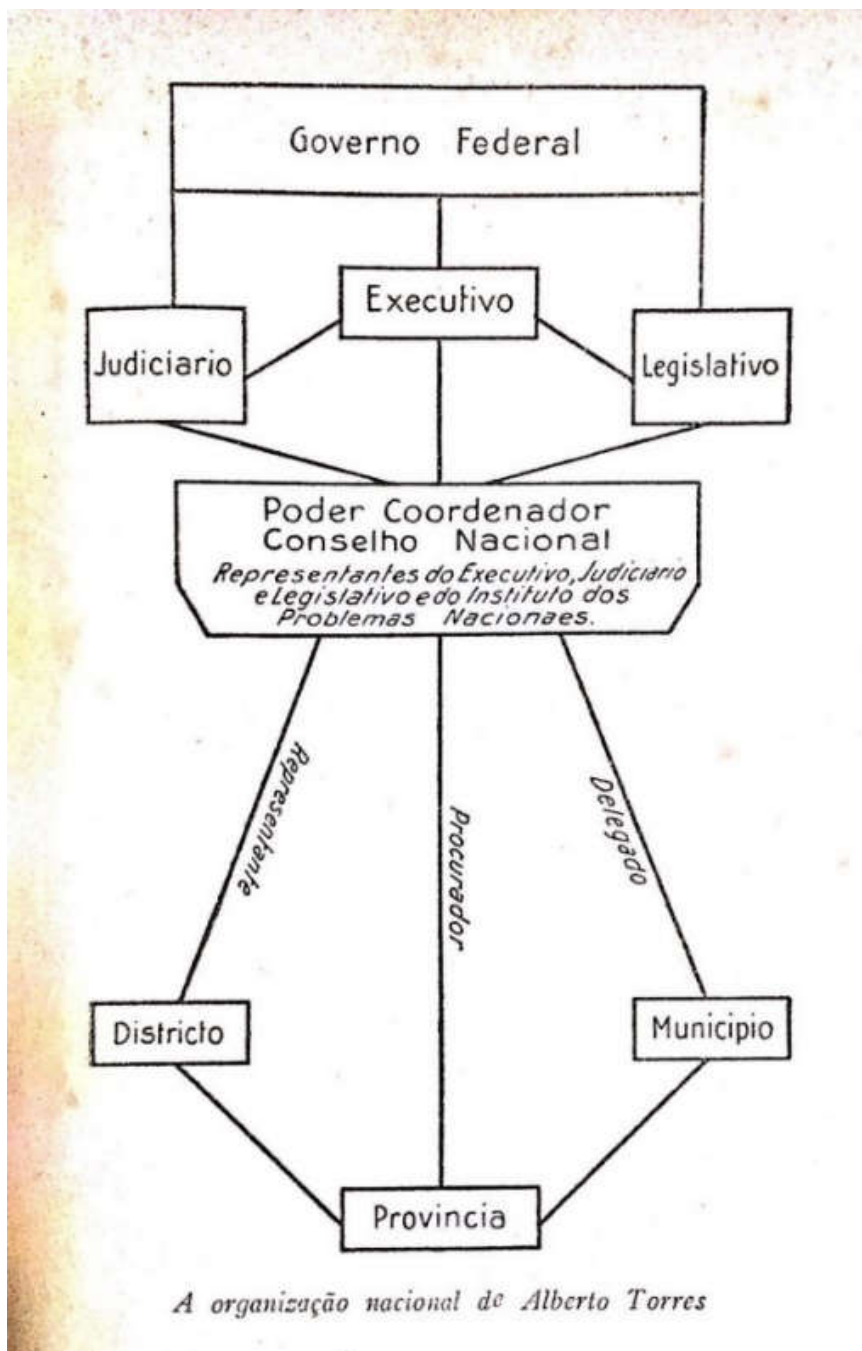 Governo Federal
Executivo
Judiciario
Legislativo
Poder Coordenador
Conselho Nacional
Representantes do Executivo, Judiciario
e Legislativo e do Instituto dos
Problemas Nacionaes.
Representante
Procurador
Delegado
Districto
Municipio
Provincia
A organização nacional de Alberto Torres